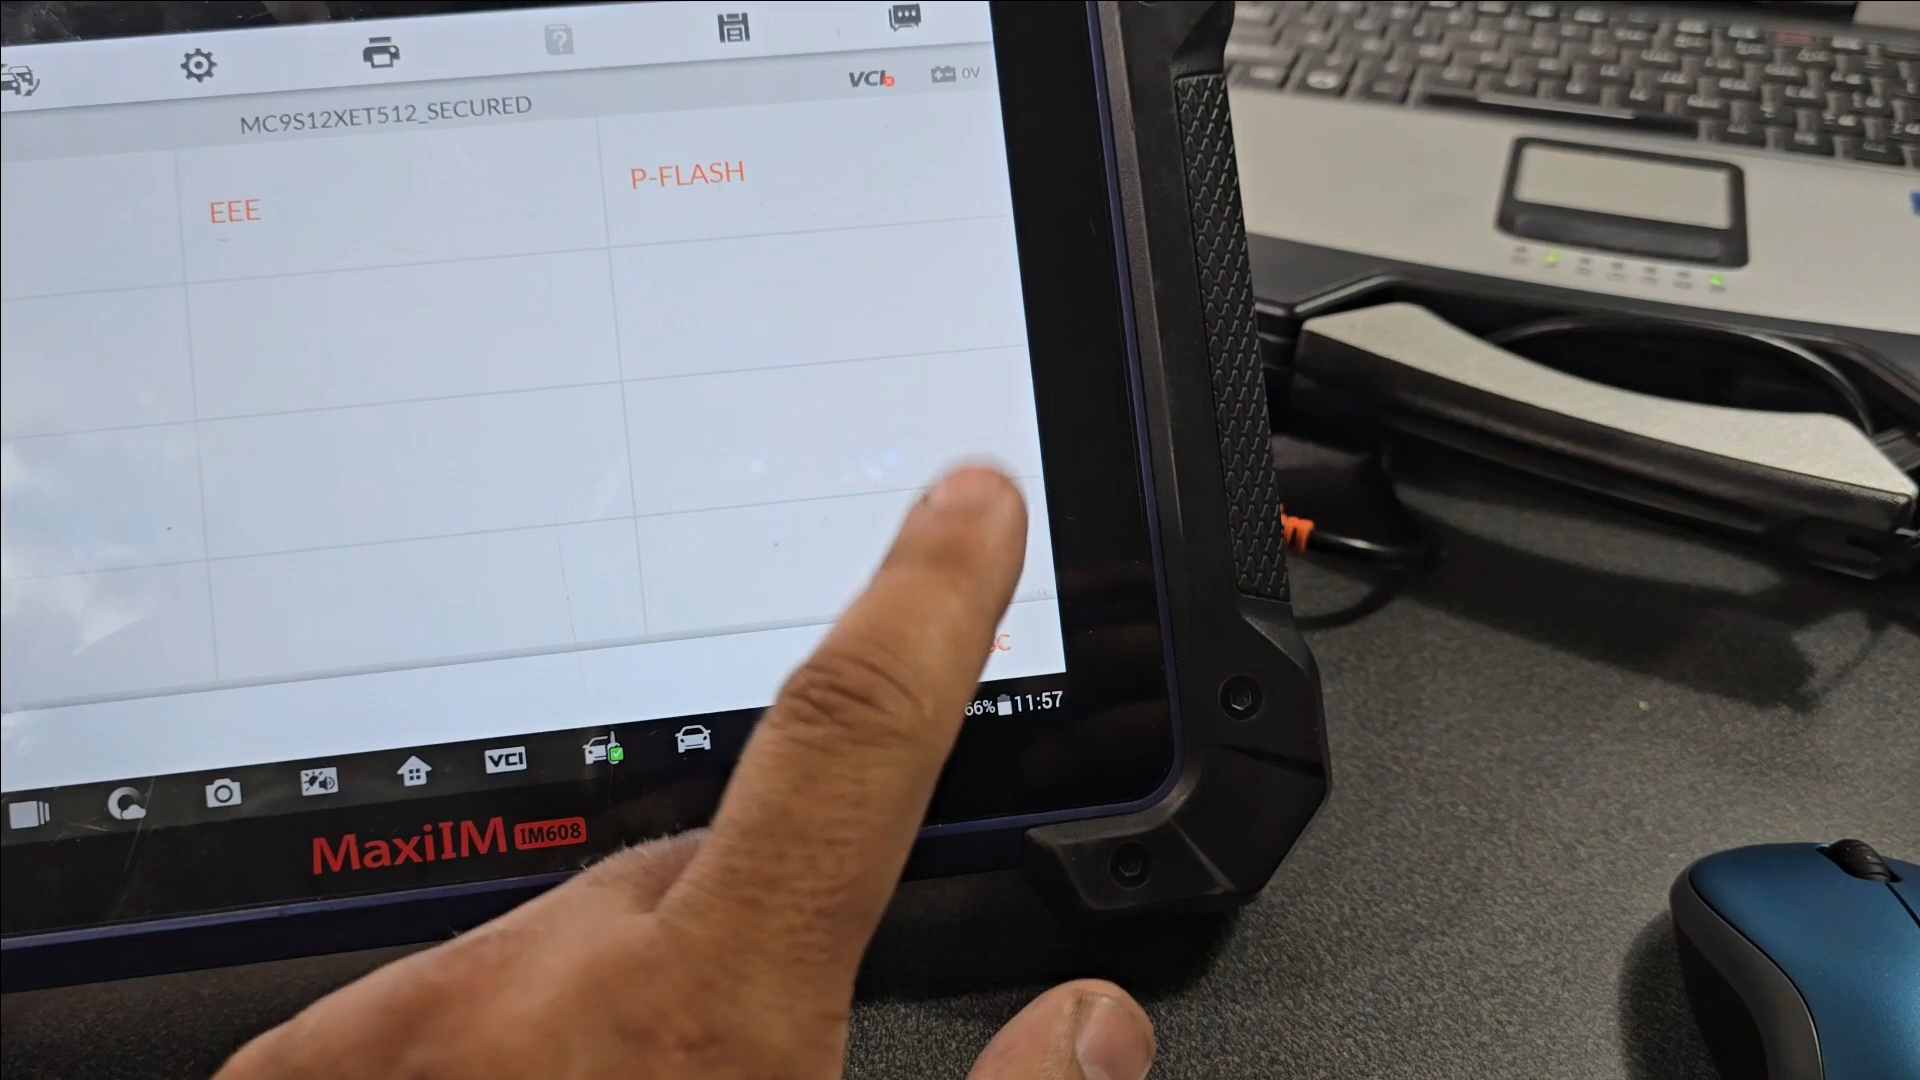 VCI 0V
MC9S12XET512_SECURED
EEE
P-FLASH
66% 11:57
VCI
MaxiIM IM608